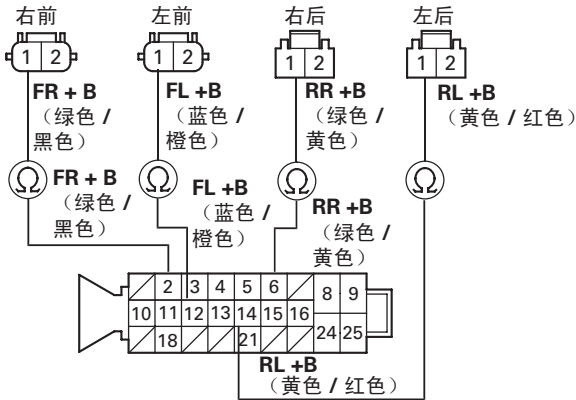 右前 左前 右后 左后
1 2 1 2 1 2 1 2
FR + B
（绿色 /
黑色）
FL +B
（蓝色 /
橙色）
RR +B
（绿色 /
黄色）
RL +B
（黄色 / 红色）
Ω Ω Ω Ω
FR + B
（绿色 /
黑色）
FL +B
（蓝色 /
橙色）
RR +B
（绿色 /
黄色）
2 3 4 5 6 8 9
10 11 12 13 14 15 16
18 21 24 25
RL +B
（黄色 / 红色）